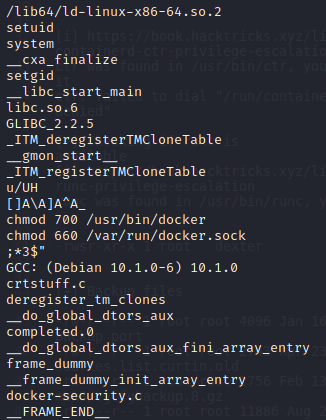 /lib64/ld-linux-x86-64.so.2
setuid
system
__cxa_finalize
setgid
__libc_start_main
libc.so.6
GLIBC_2.2.5
_ITM_deregisterTMCloneTable
__gmon_start__
_ITM_registerTMCloneTable
u/UH
[]A\A]A^A_
chmod 700 /usr/bin/docker
chmod 660 /var/run/docker.sock
;*3$"
GCC: (Debian 10.1.0-6) 10.1.0
crtstuff.c
deregister_tm_clones
__do_global_dtors_aux
completed.0
__do_global_dtors_aux_fini_array_entry
frame_dummy
__frame_dummy_init_array_entry
docker-security.c
__FRAME_END__